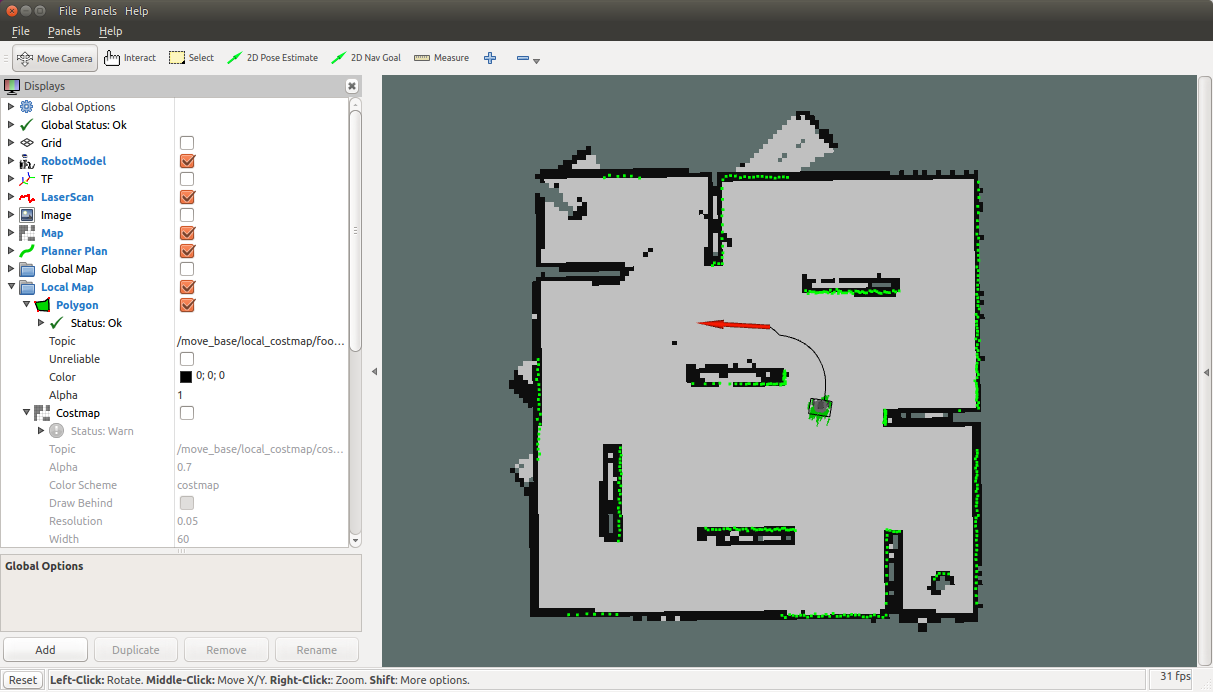 File Panels Help
File Panels Help
Move Camera Interact Select 2D Pose Estimate 2D Nav Goal Measure
Displays
Global Options
Global Status: Ok
Grid
RobotModel
TF
LaserScan
Image
Map
Planner Plan
Global Map
Local Map
Polygon
Status: Ok
Topic /move_base/local_costmap/foo...
Unreliable
Color 0; 0; 0
Alpha 1
Costmap
Status: Warn
Topic /move_base/local_costmap/cos...
Alpha 0.7
Color Scheme costmap
Draw Behind
Resolution 0.05
Width 60
Global Options
Add Duplicate Remove Rename
Reset Left-Click: Rotate. Middle-Click: Move X/Y. Right-Click:: Zoom. Shift: More options. 31 fps